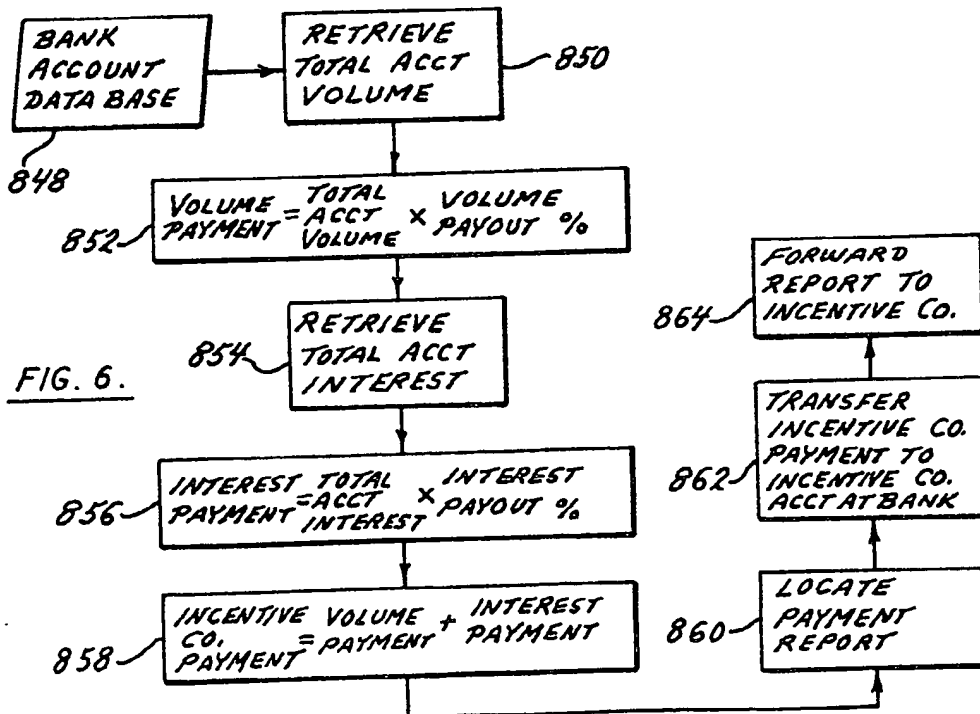 BANK
ACCOUNT
DATA BASE
848
RETRIEVE
TOTAL ACCT
VOLUME
850
VOLUME PAYMENT = TOTAL ACCT VOLUME × VOLUME PAYOUT %
852
RETRIEVE
TOTAL ACCT
INTEREST
854
FIG. 6.
INTEREST PAYMENT = TOTAL ACCT INTEREST × INTEREST PAYOUT %
856
INCENTIVE CO. PAYMENT = VOLUME PAYMENT + INTEREST PAYMENT
858
LOCATE
PAYMENT
REPORT
860
TRANSFER
INCENTIVE CO.
PAYMENT TO
INCENTIVE CO.
ACCT AT BANK
862
FORWARD
REPORT TO
INCENTIVE CO.
864